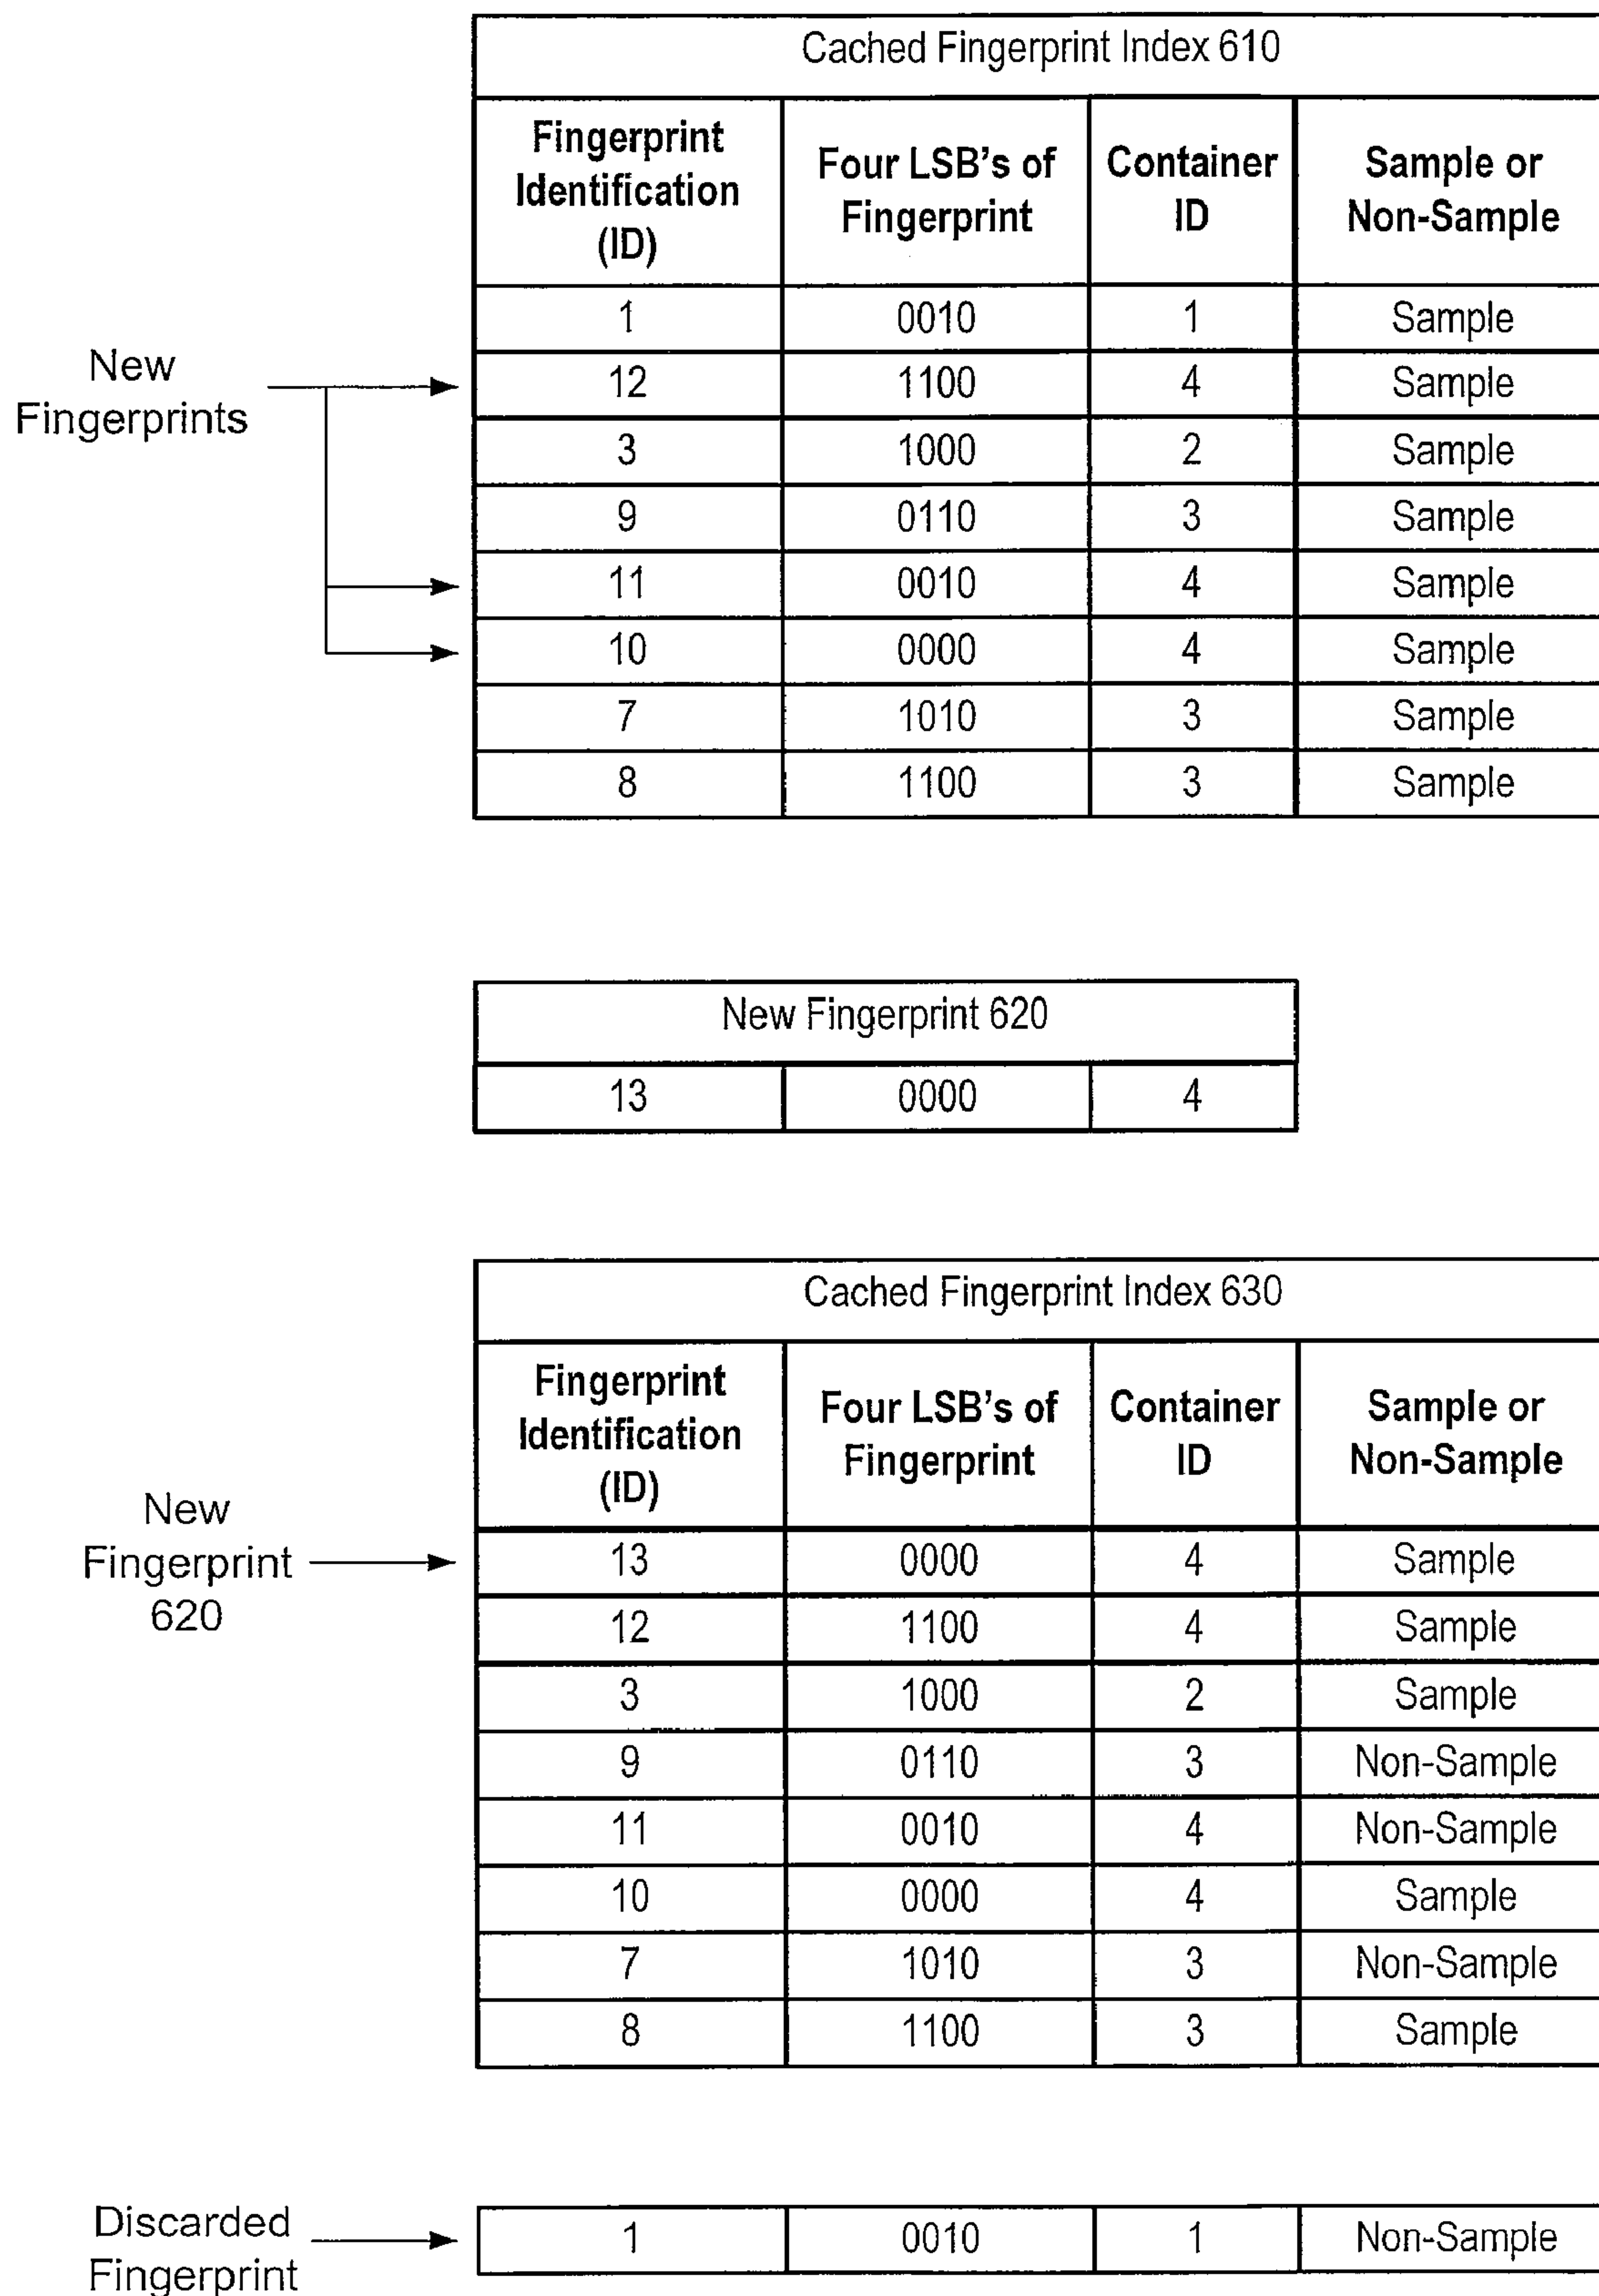 Cached Fingerprint Index 610
Fingerprint Identification (ID) Four LSB's of Fingerprint Container ID Sample or Non-Sample
1 0010 1 Sample
New Fingerprints
12 1100 4 Sample
3 1000 2 Sample
9 0110 3 Sample
11 0010 4 Sample
10 0000 4 Sample
7 1010 3 Sample
8 1100 3 Sample
New Fingerprint 620
13 0000 4
Cached Fingerprint Index 630
Fingerprint Identification (ID) Four LSB's of Fingerprint Container ID Sample or Non-Sample
New Fingerprint 620
13 0000 4 Sample
12 1100 4 Sample
3 1000 2 Sample
9 0110 3 Non-Sample
11 0010 4 Non-Sample
10 0000 4 Sample
7 1010 3 Non-Sample
8 1100 3 Sample
Discarded Fingerprint
1 0010 1 Non-Sample